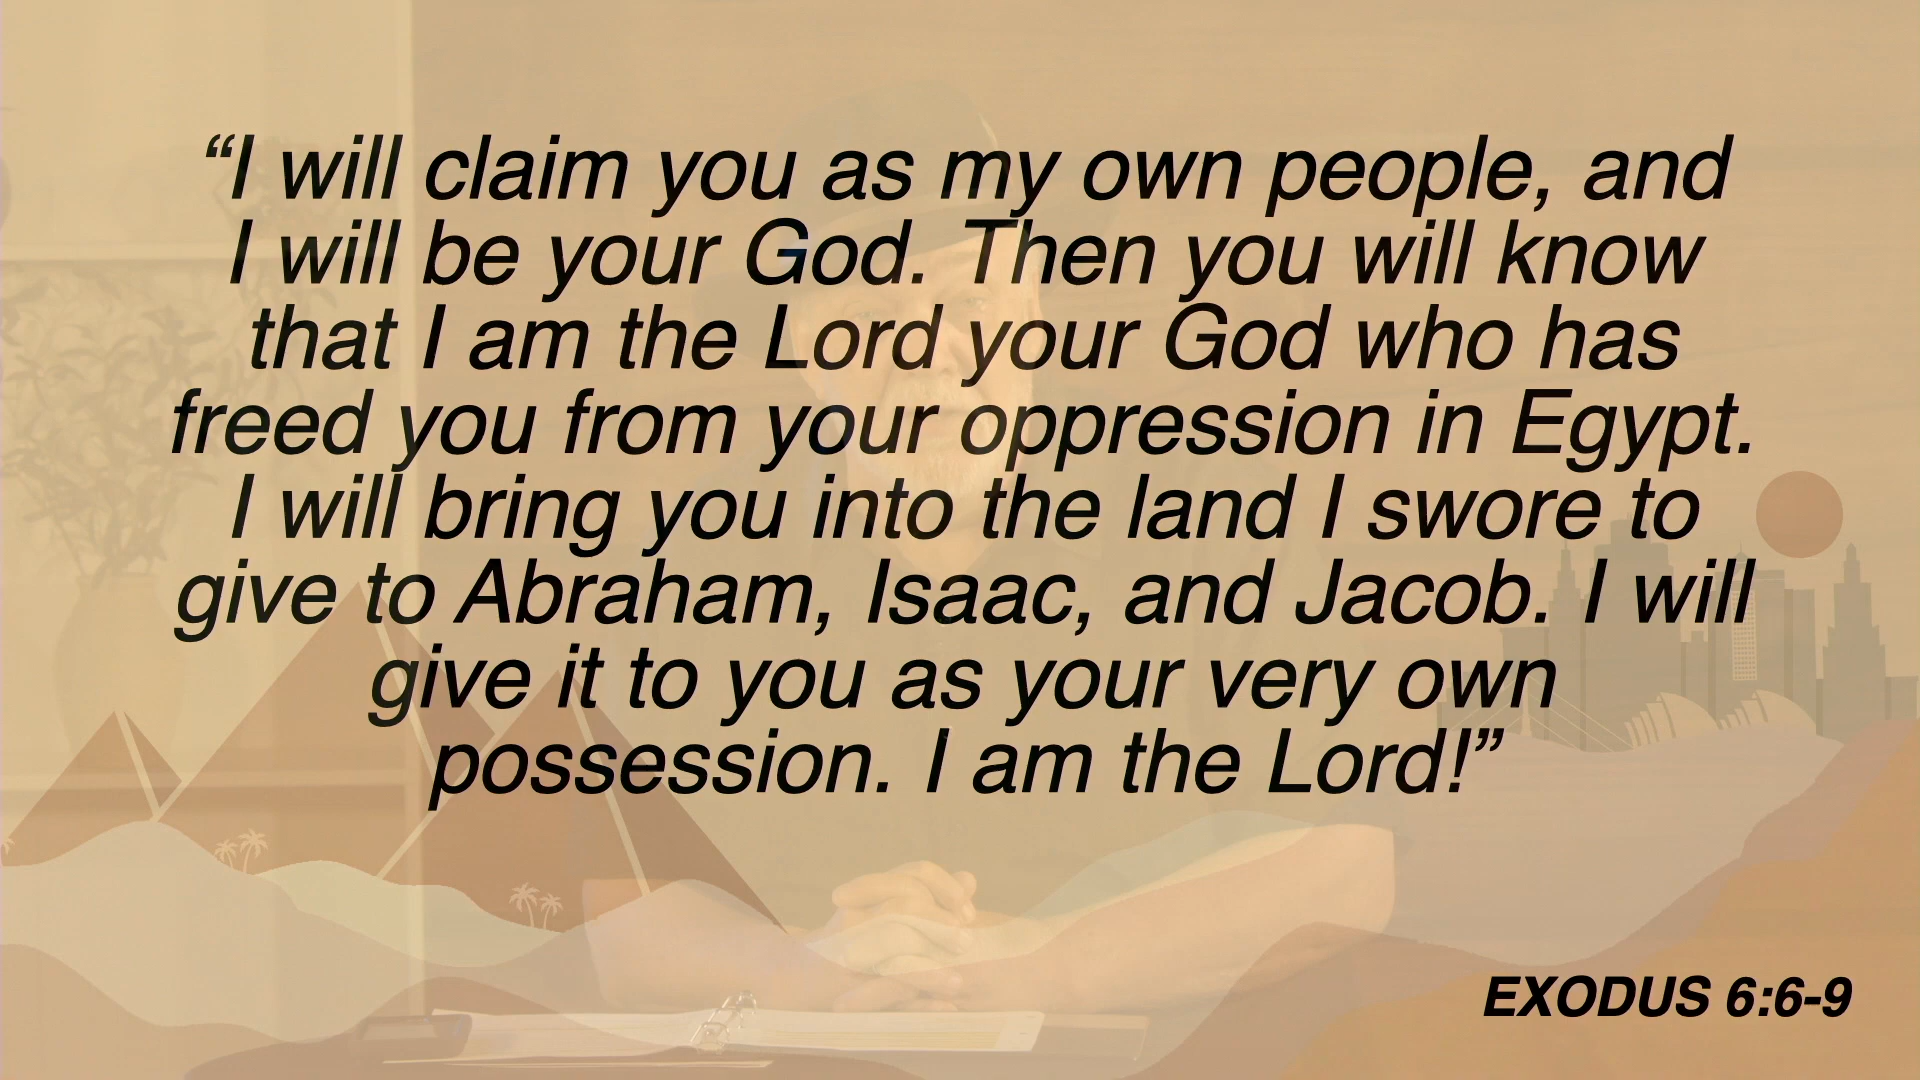 “I will claim you as my own people, and
I will be your God. Then you will know
that I am the Lord your God who has
freed you from your oppression in Egypt.
I will bring you into the land I swore to
give to Abraham, Isaac, and Jacob. I will
give it to you as your very own
possession. I am the Lord!”
EXODUS 6:6-9